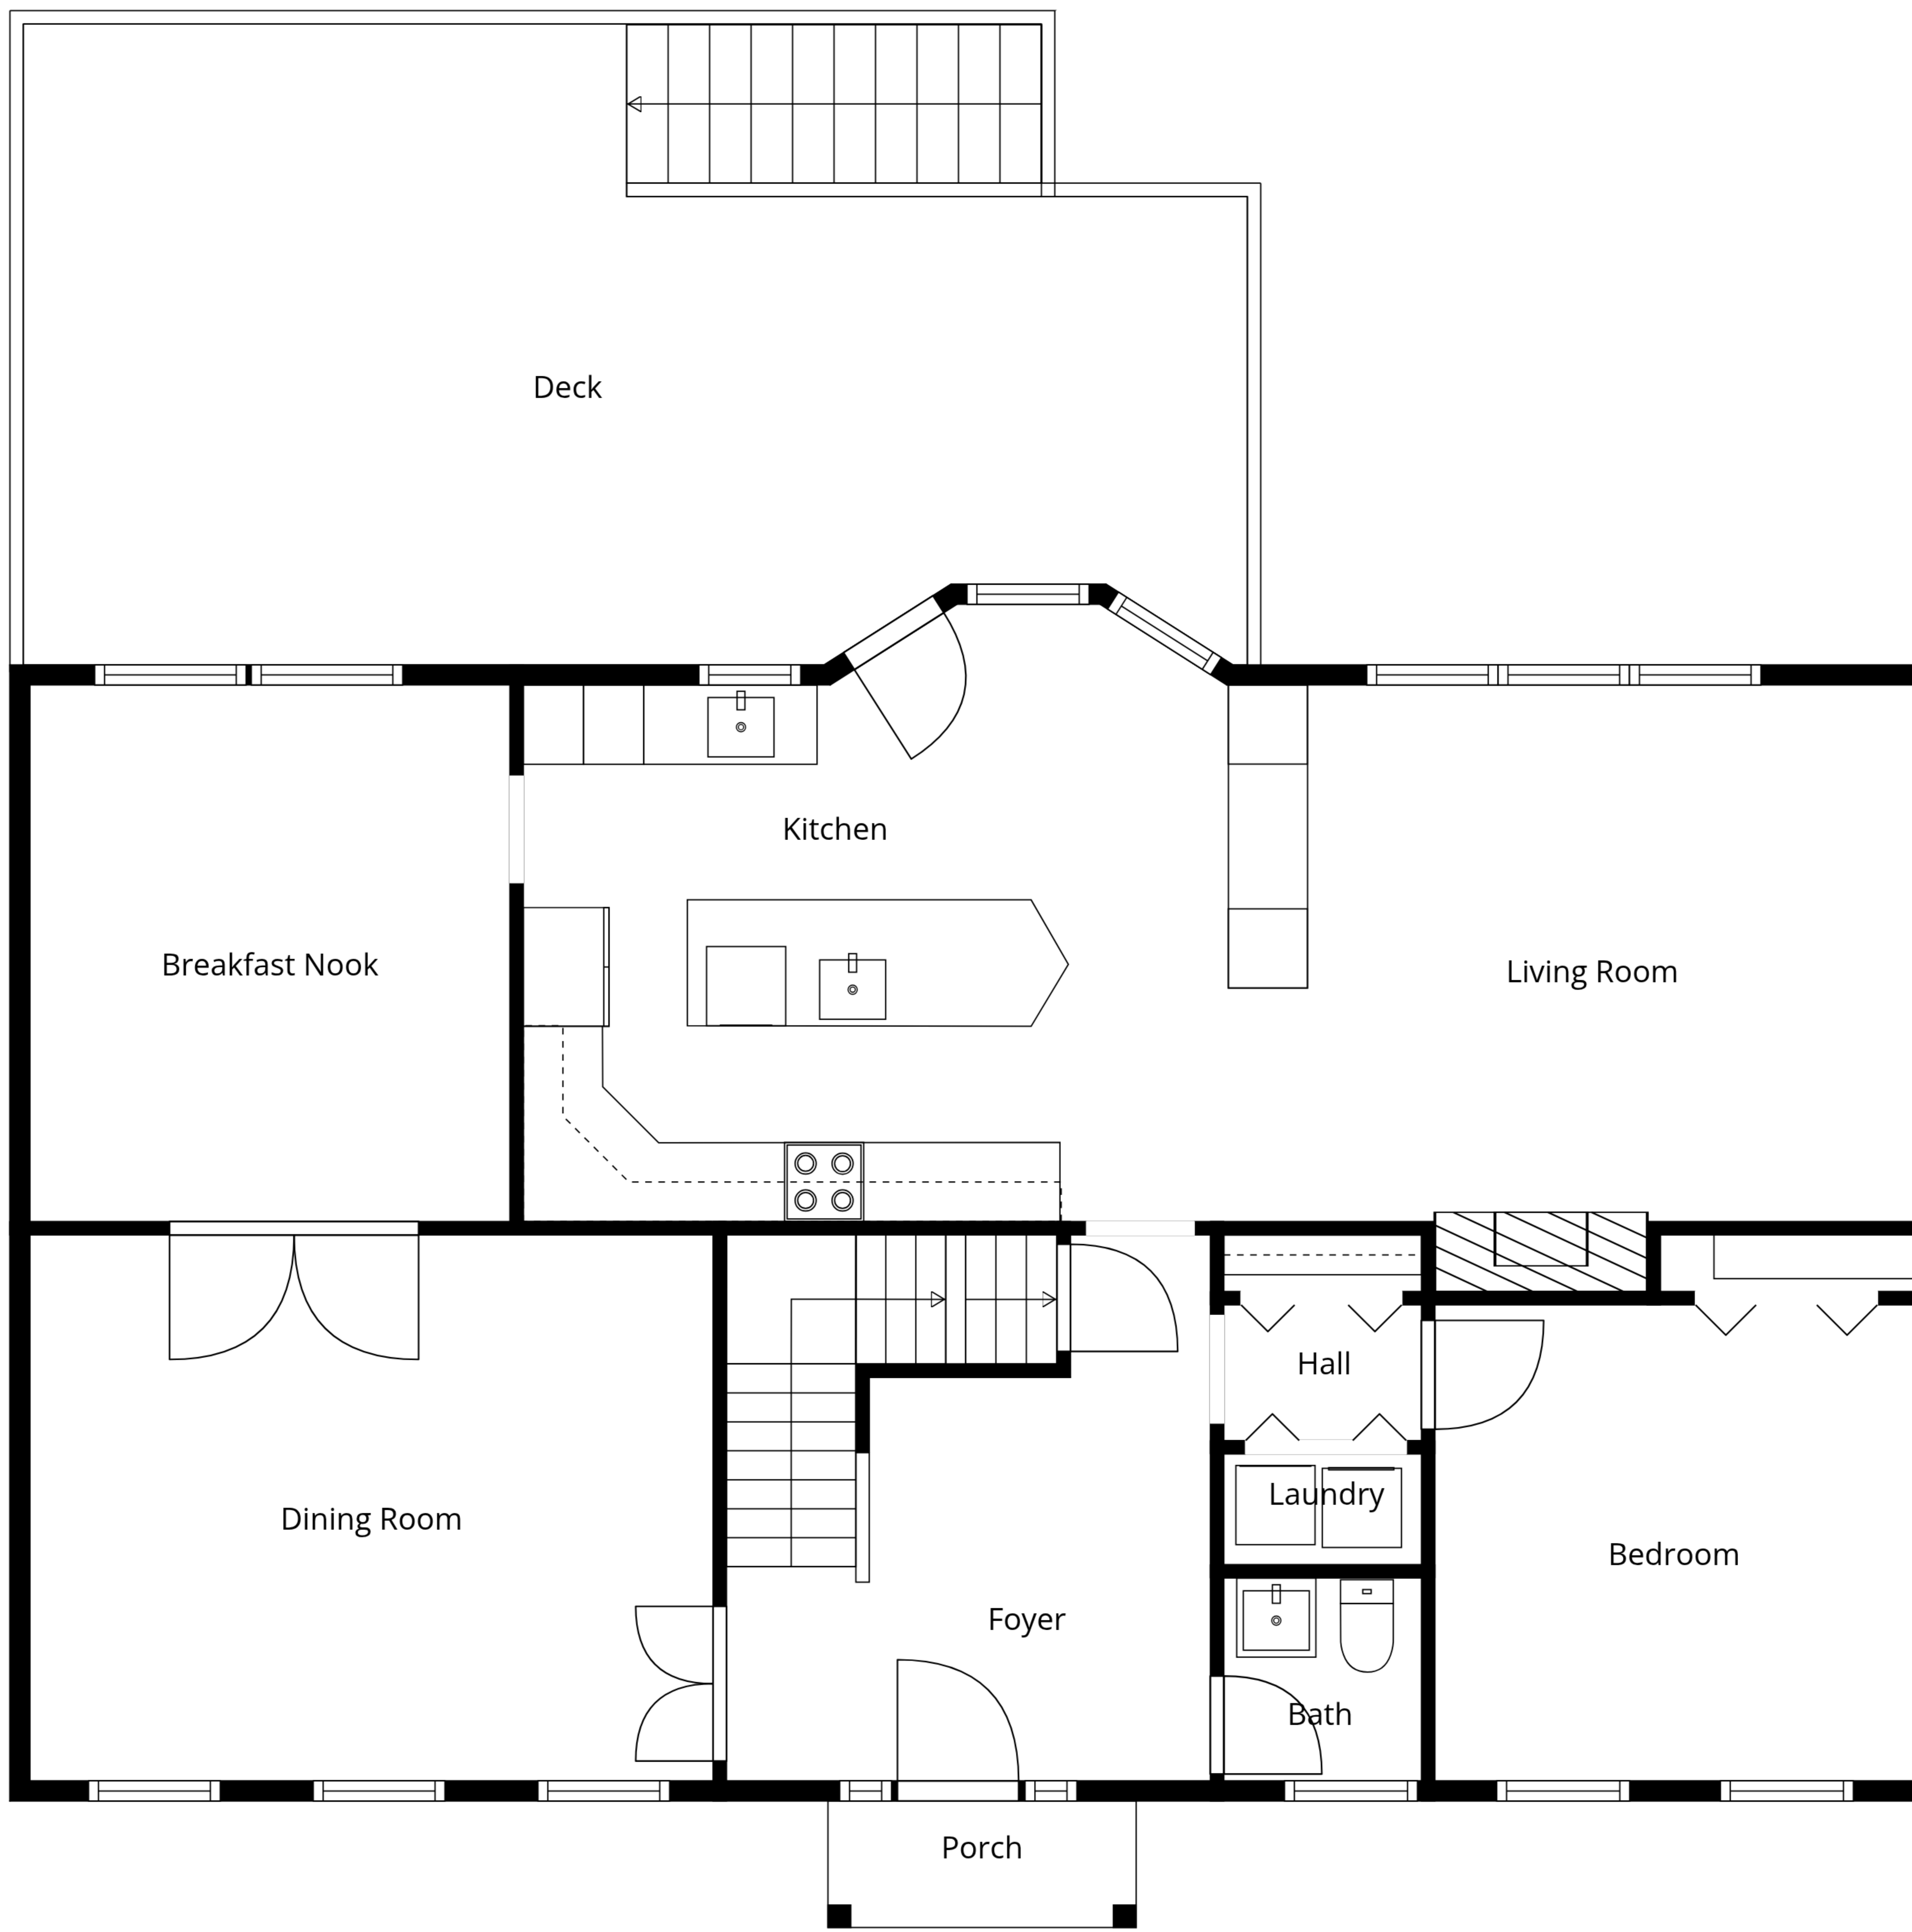 Deck
Kitchen
Breakfast Nook
Living Room
Hall
Laundry
Dining Room
Bedroom
Foyer
Bath
Porch